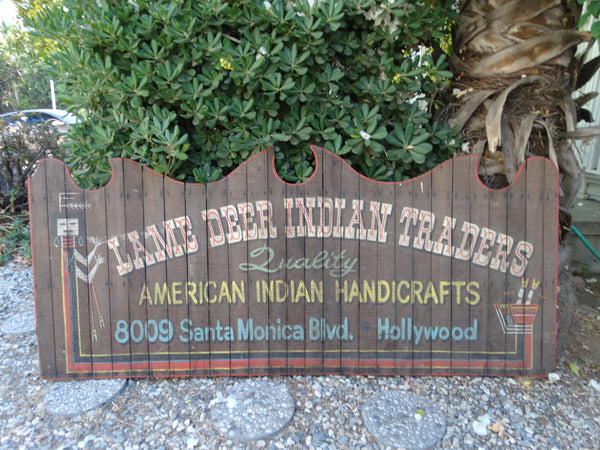 LAME DEER INDIAN TRADERS
Quality
AMERICAN INDIAN HANDICRAFTS
8009 Santa Monica Blvd. Hollywood